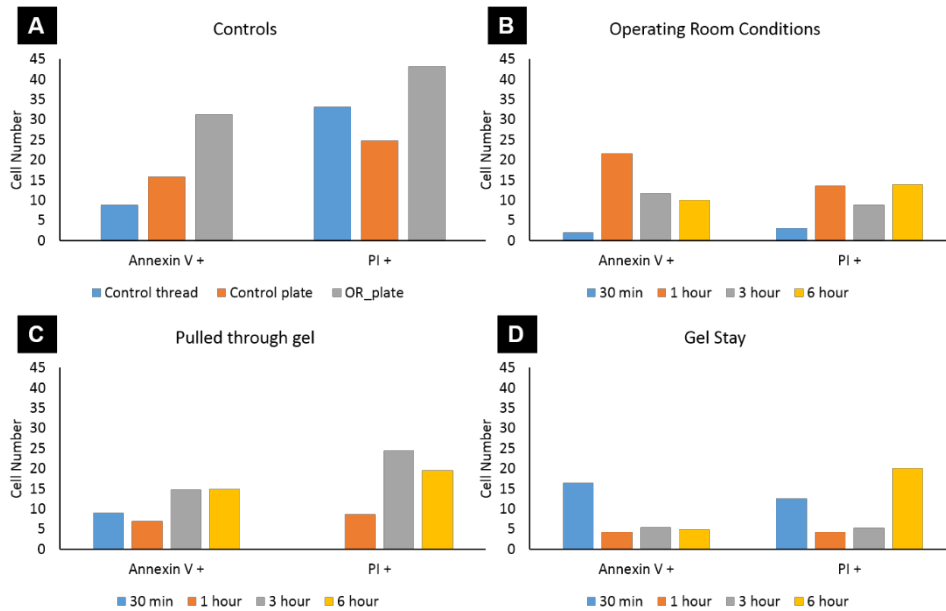 A
Controls
Cell Number
45
40
35
30
25
20
15
10
5
0
Annexin V +
PI +
Control thread
Control plate
OR_plate
B
Operating Room Conditions
Cell Number
45
40
35
30
25
20
15
10
5
0
Annexin V +
PI +
30 min
1 hour
3 hour
6 hour
C
Pulled through gel
Cell Number
45
40
35
30
25
20
15
10
5
0
Annexin V +
PI +
30 min
1 hour
3 hour
6 hour
D
Gel Stay
Cell Number
45
40
35
30
25
20
15
10
5
0
Annexin V +
PI +
30 min
1 hour
3 hour
6 hour